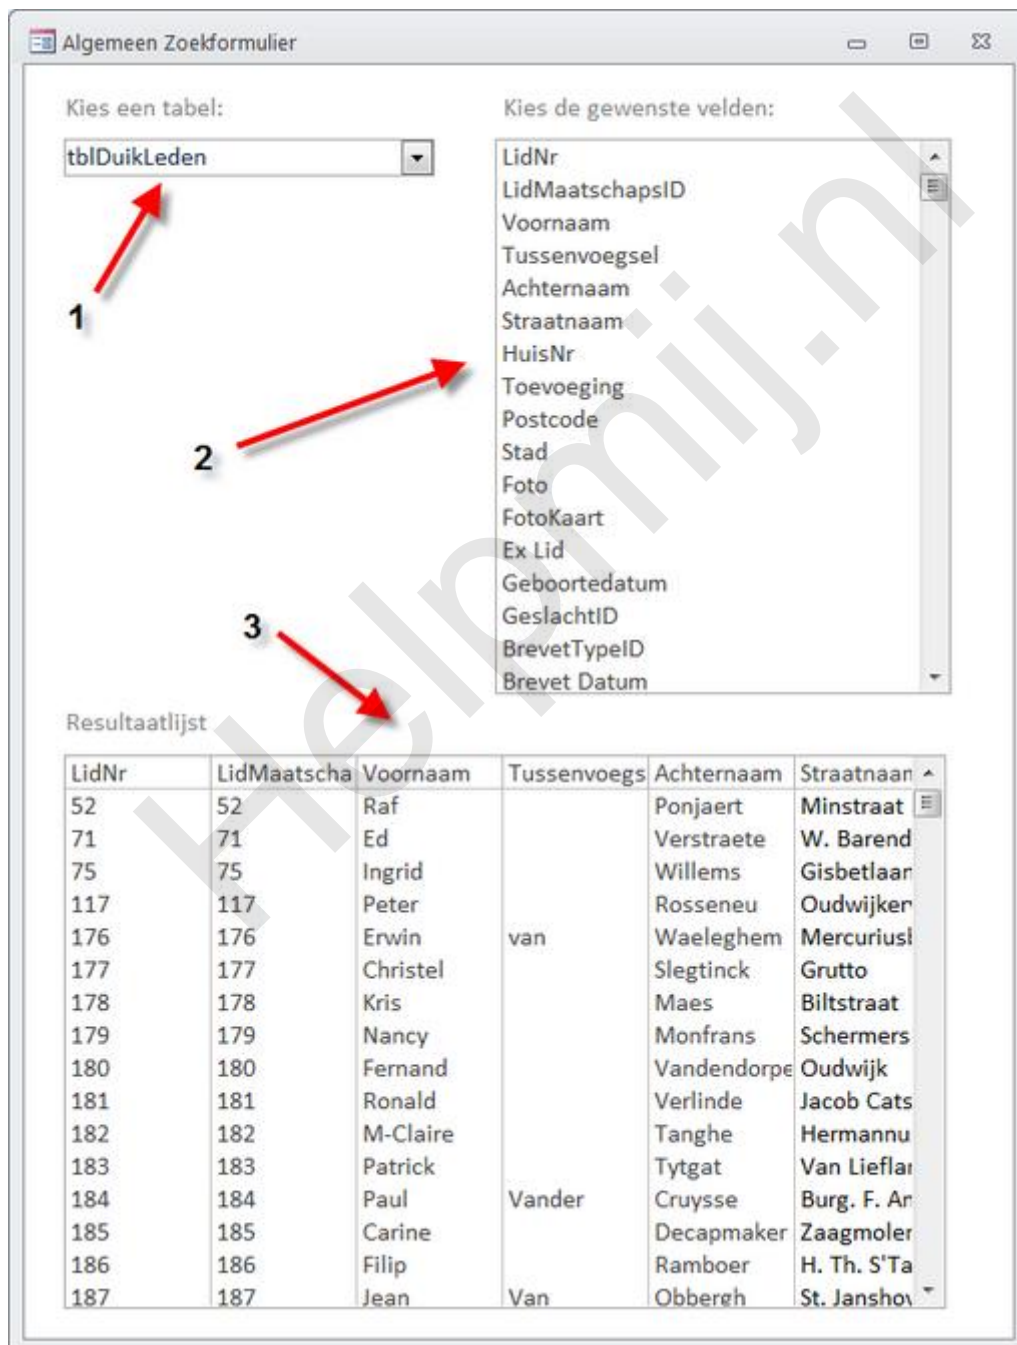 Algemeen Zoekformulier
Kies een tabel:
Kies de gewenste velden:
tblDuikLeden
LidNr
LidMaatschapsID
Voornaam
Tussenvoegsel
Achternaam
Straatnaam
HuisNr
Toevoeging
Postcode
Stad
Foto
FotoKaart
Ex Lid
Geboortedatum
GeslachtID
BrevetTypeID
Brevet Datum
1
2
3
Resultaatlijst
LidNr LidMaatscha Voornaam Tussenvoegs Achternaam Straatnaam
52 52 Raf Ponjaert Minstraat
71 71 Ed Verstraete W. Barend
75 75 Ingrid Willems Gisbetlaan
117 117 Peter Rosseneu Oudwijker
176 176 Erwin van Waeleghem Mercurius
177 177 Christel Slegtinck Grutto
178 178 Kris Maes Biltstraat
179 179 Nancy Monfrans Schermers
180 180 Fernand Vandendorpe Oudwijk
181 181 Ronald Verlinde Jacob Cats
182 182 M-Claire Tanghe Hermannu
183 183 Patrick Tytgat Van Lieflan
184 184 Paul Vander Cruysse Burg. F. An
185 185 Carine Decapmaker Zaagmolen
186 186 Filip Ramboer H. Th. S'Ta
187 187 Jean Van Obbergh St. Janshov
Helpmij.nl